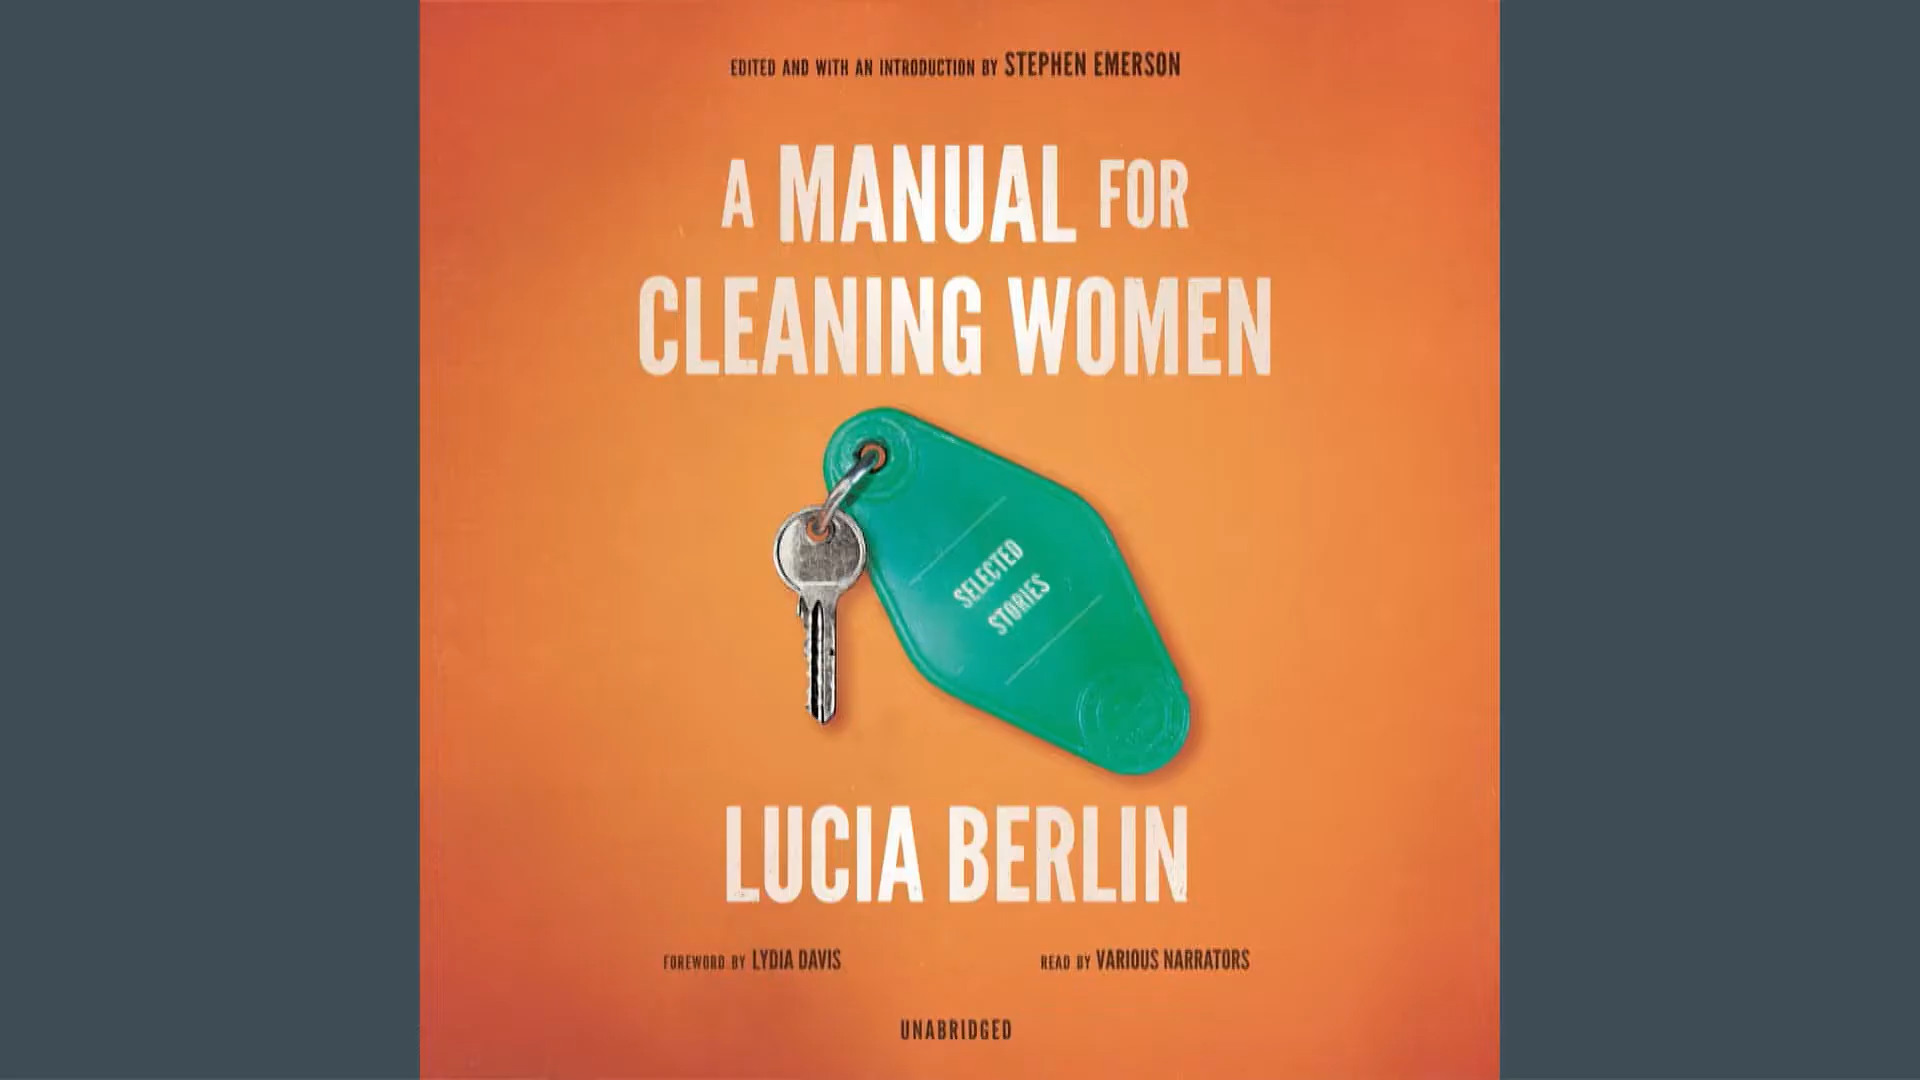 EDITED AND WITH AN INTRODUCTION BY STEPHEN EMERSON
A MANUAL FOR
CLEANING WOMEN
SELECTED
STORIES
LUCIA BERLIN
FOREWORD BY LYDIA DAVIS
READ BY VARIOUS NARRATORS
UNABRIDGED